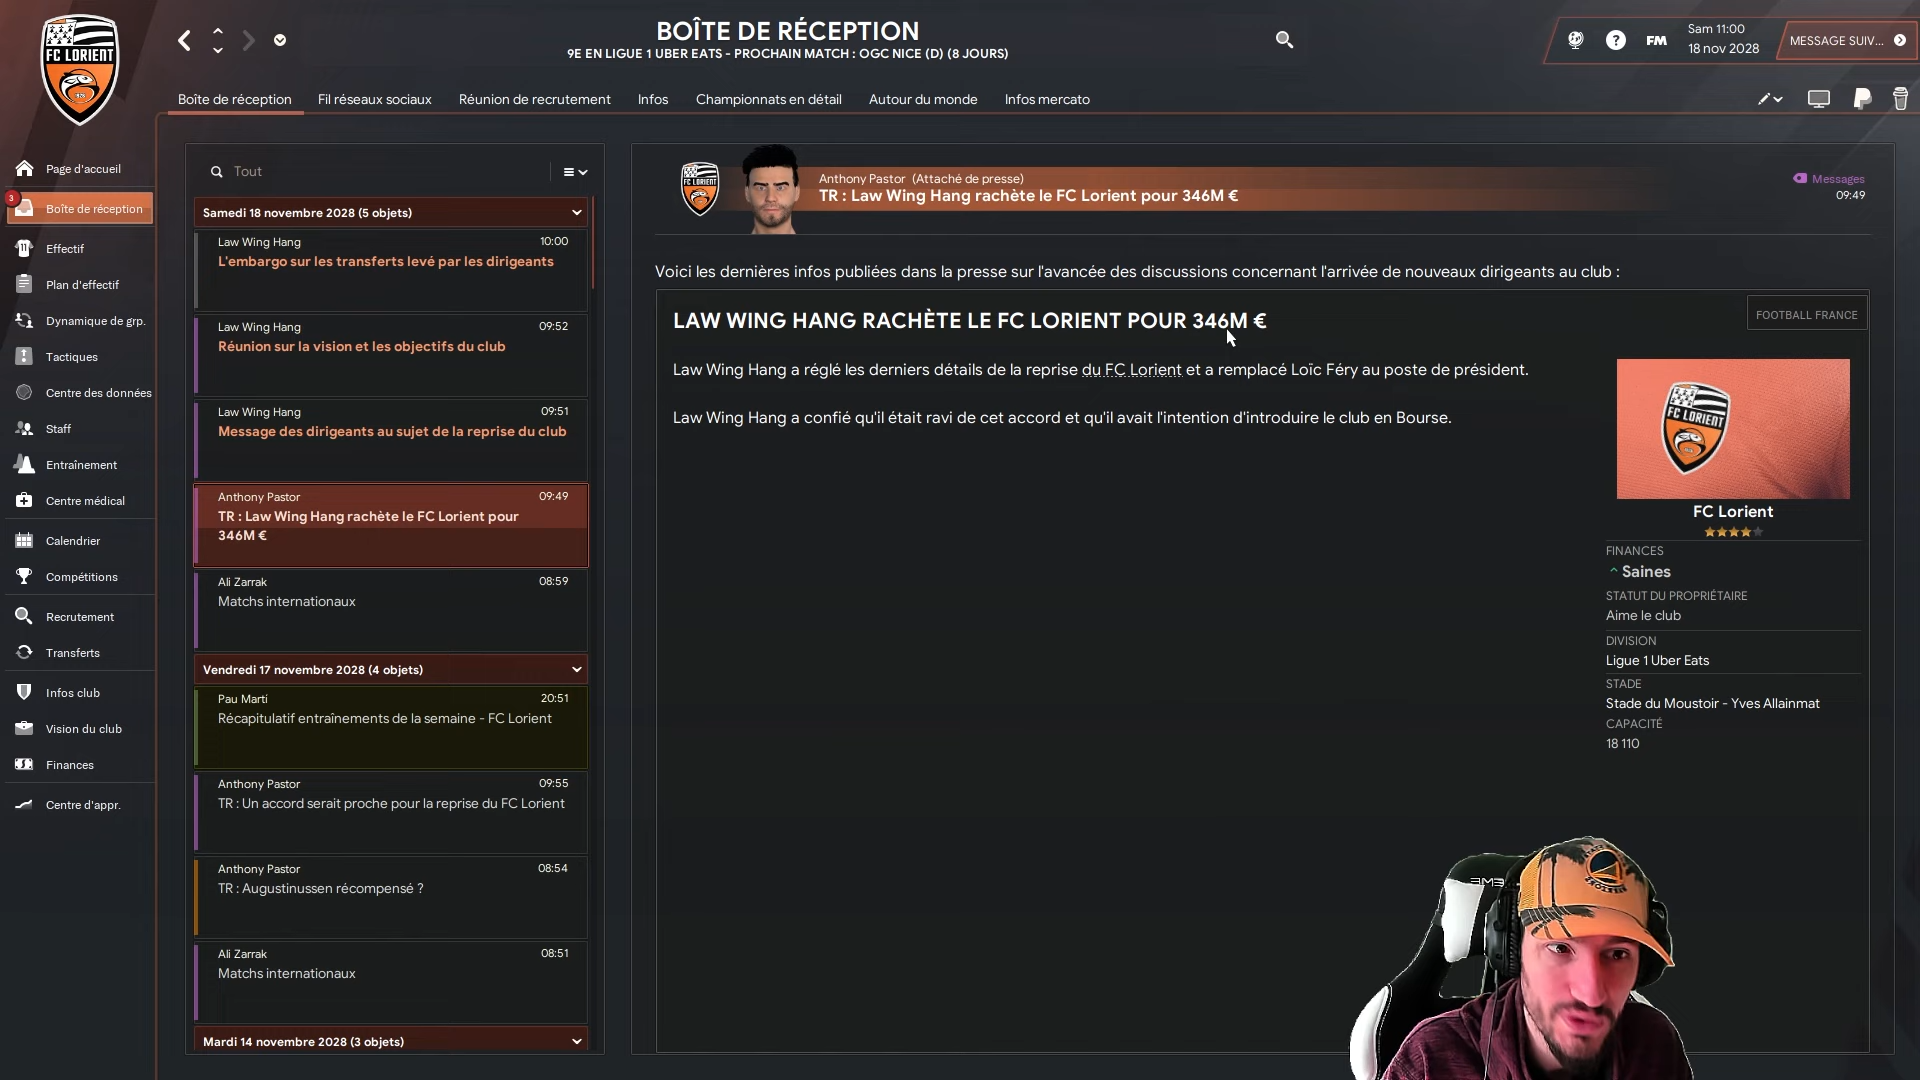 FC LORIENT
BOÎTE DE RÉCEPTION
9E EN LIGUE 1 UBER EATS - PROCHAIN MATCH : OGC NICE (D) (8 JOURS)
FM
Sam 11:00
18 nov 2028
MESSAGE SUIV...
Boîte de réception
Fil réseaux sociaux
Réunion de recrutement
Infos
Championnats en détail
Autour du monde
Infos mercato
Page d'accueil
3
Boîte de réception
Effectif
Plan d'effectif
Dynamique de grp.
Tactiques
Centre des données
Staff
Entraînement
Centre médical
Calendrier
Compétitions
Recrutement
Transferts
Infos club
Vision du club
Finances
Centre d'appr.
Tout
Samedi 18 novembre 2028 (5 objets)
Law Wing Hang 10:00
L'embargo sur les transferts levé par les dirigeants
Law Wing Hang 09:52
Réunion sur la vision et les objectifs du club
Law Wing Hang 09:51
Message des dirigeants au sujet de la reprise du club
Anthony Pastor 09:49
TR : Law Wing Hang rachète le FC Lorient pour
346M €
Ali Zarrak 08:59
Matchs internationaux
Vendredi 17 novembre 2028 (4 objets)
Pau Martí 20:51
Récapitulatif entraînements de la semaine - FC Lorient
Anthony Pastor 09:55
TR : Un accord serait proche pour la reprise du FC Lorient
Anthony Pastor 08:54
TR : Augustinussen récompensé ?
Ali Zarrak 08:51
Matchs internationaux
Mardi 14 novembre 2028 (3 objets)
FC LORIENT
Anthony Pastor (Attaché de presse)
TR : Law Wing Hang rachète le FC Lorient pour 346M €
Messages
09:49
Voici les dernières infos publiées dans la presse sur l'avancée des discussions concernant l'arrivée de nouveaux dirigeants au club :
LAW WING HANG RACHÈTE LE FC LORIENT POUR 346M €
FOOTBALL FRANCE
Law Wing Hang a réglé les derniers détails de la reprise du FC Lorient et a remplacé Loïc Féry au poste de président.
Law Wing Hang a confié qu'il était ravi de cet accord et qu'il avait l'intention d'introduire le club en Bourse.
FC LORIENT
FC Lorient
FINANCES
Saines
STATUT DU PROPRIÉTAIRE
Aime le club
DIVISION
Ligue 1 Uber Eats
STADE
Stade du Moustoir - Yves Allainmat
CAPACITÉ
18 110